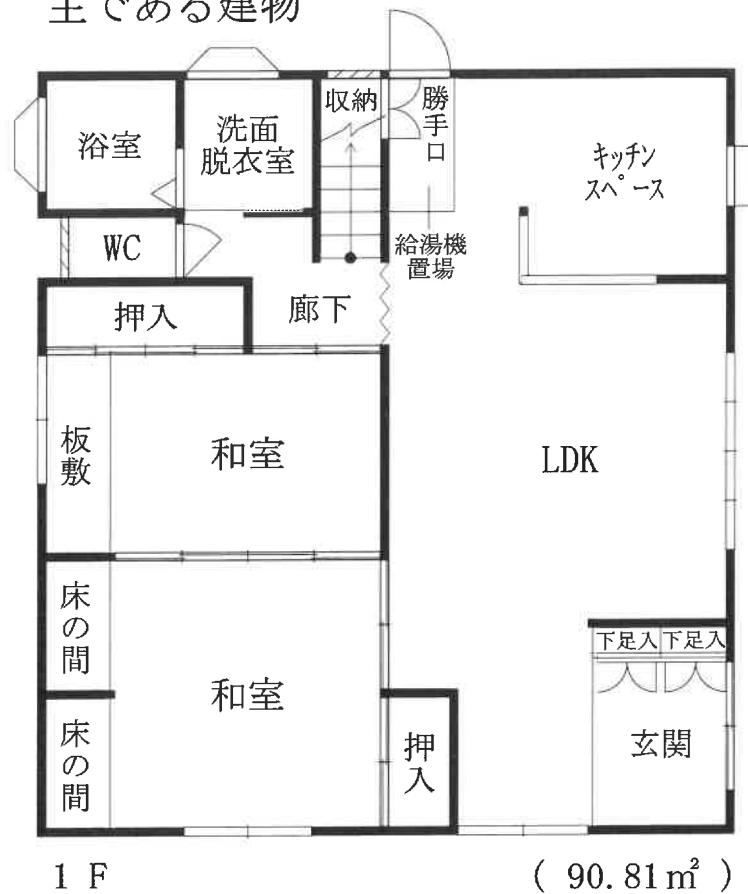 主である建物
収納
勝手口
浴室
洗面
脱衣室
キッチン
スペース
WC
給湯機
置場
押入
廊下
板敷
和室
LDK
床の間
下足入
下足入
和室
床の間
押入
玄関
1 F
( 90.81㎡ )